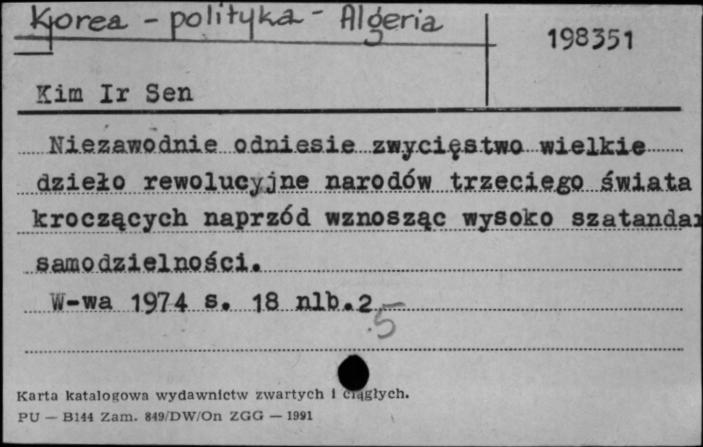 Korea - polityka - Algeria
198351
Kim Ir Sen
Niezawodnie odniesie zwycięstwo wielkie
dzieło rewolucyjne narodów trzeciego świata
kroczących naprzód wznosząc wysoko szatandar
samodzielności.
W-wa 1974 s. 18 nlb.2
5
Karta katalogowa wydawnictw zwartych i ciągłych.
PU — B144 Zam. 849/DW/On ZGG — 1991